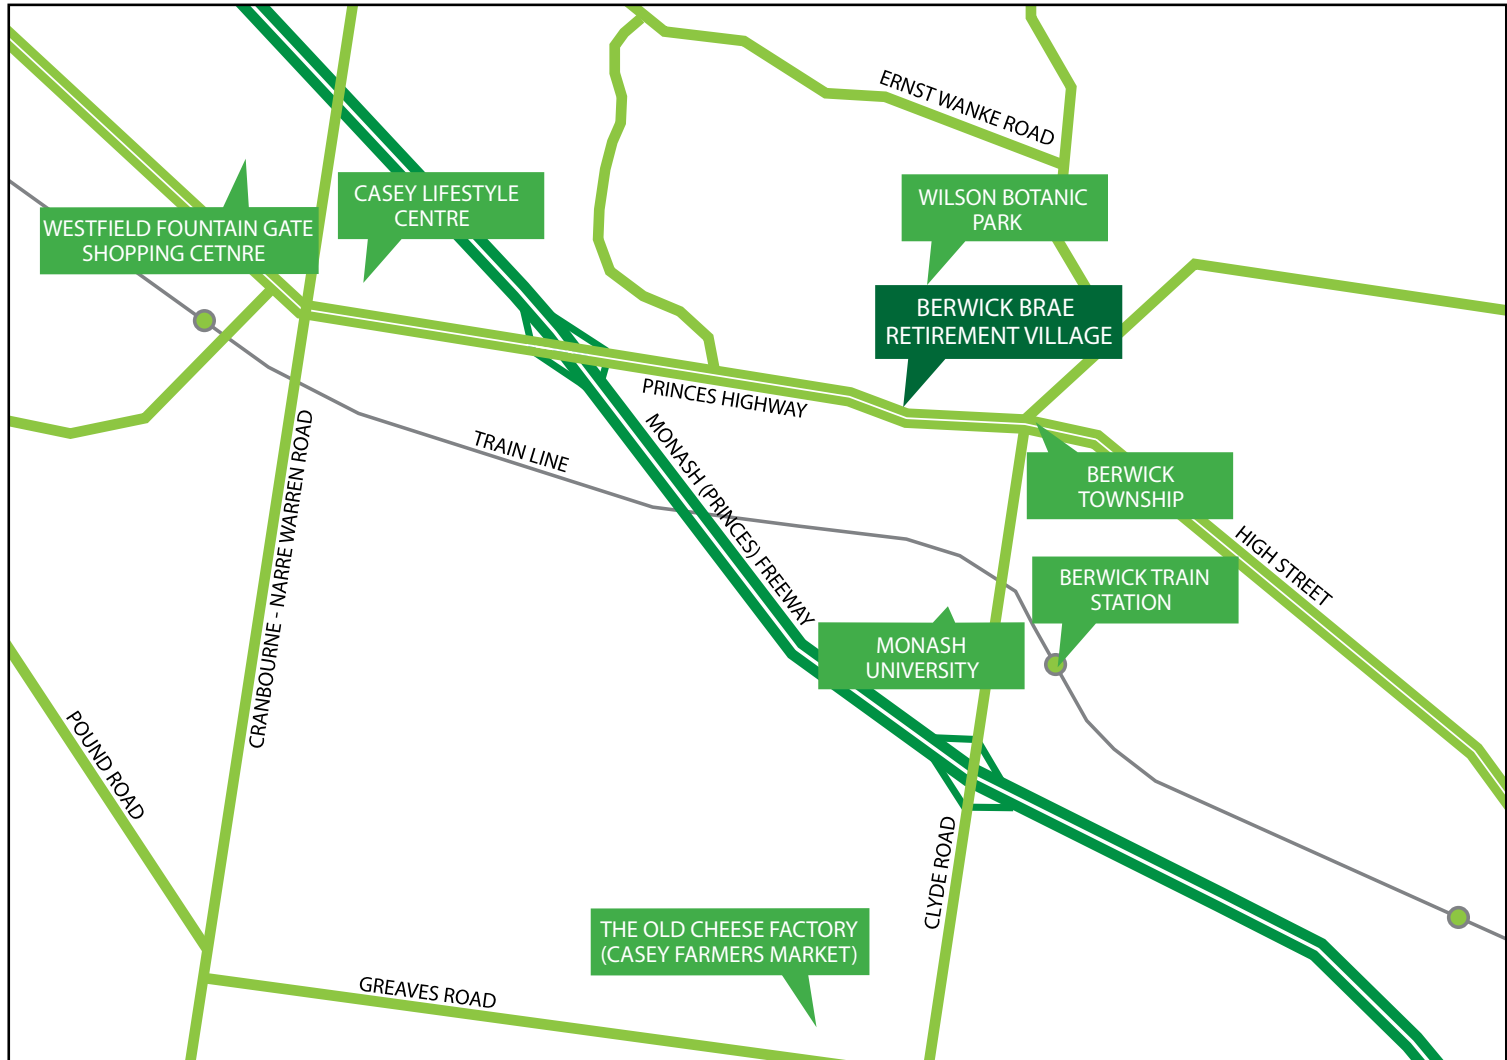 ERNST WANKE ROAD
WESTFIELD FOUNTAIN GATE
SHOPPING CETNRE
CASEY LIFESTYLE
CENTRE
WILSON BOTANIC
PARK
BERWICK BRAE
RETIREMENT VILLAGE
PRINCES HIGHWAY
TRAIN LINE
MONASH (PRINCES) FREEWAY
CRANBOURNE - NARRE WARREN ROAD
BERWICK
TOWNSHIP
HIGH STREET
BERWICK TRAIN
STATION
MONASH
UNIVERSITY
POUND ROAD
CLYDE ROAD
THE OLD CHEESE FACTORY
(CASEY FARMERS MARKET)
GREAVES ROAD